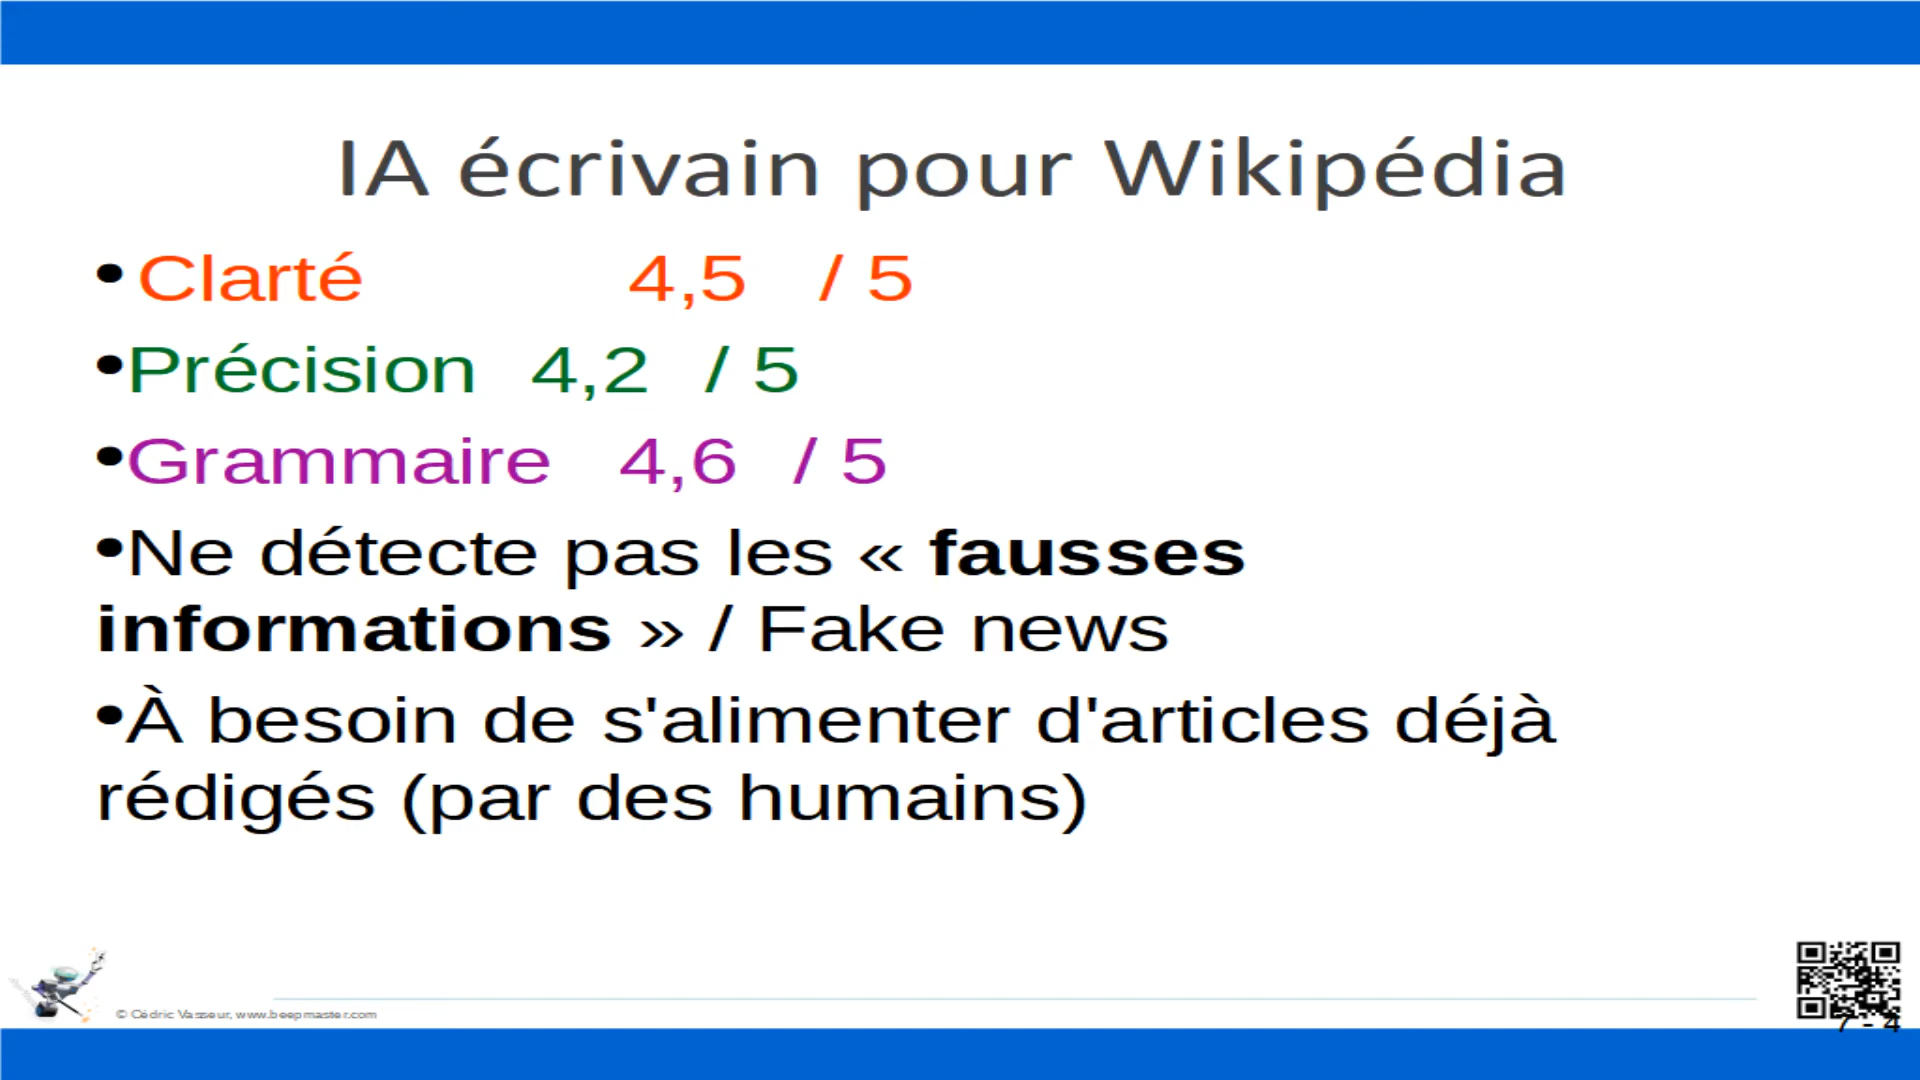 IA écrivain pour Wikipédia
• Clarté 4,5 / 5
•Précision 4,2 / 5
•Grammaire 4,6 / 5
•Ne détecte pas les « fausses
informations » / Fake news
•À besoin de s'alimenter d'articles déjà
rédigés (par des humains)
© Cédric Vasseur, www.beepmaster.com
7 - 4